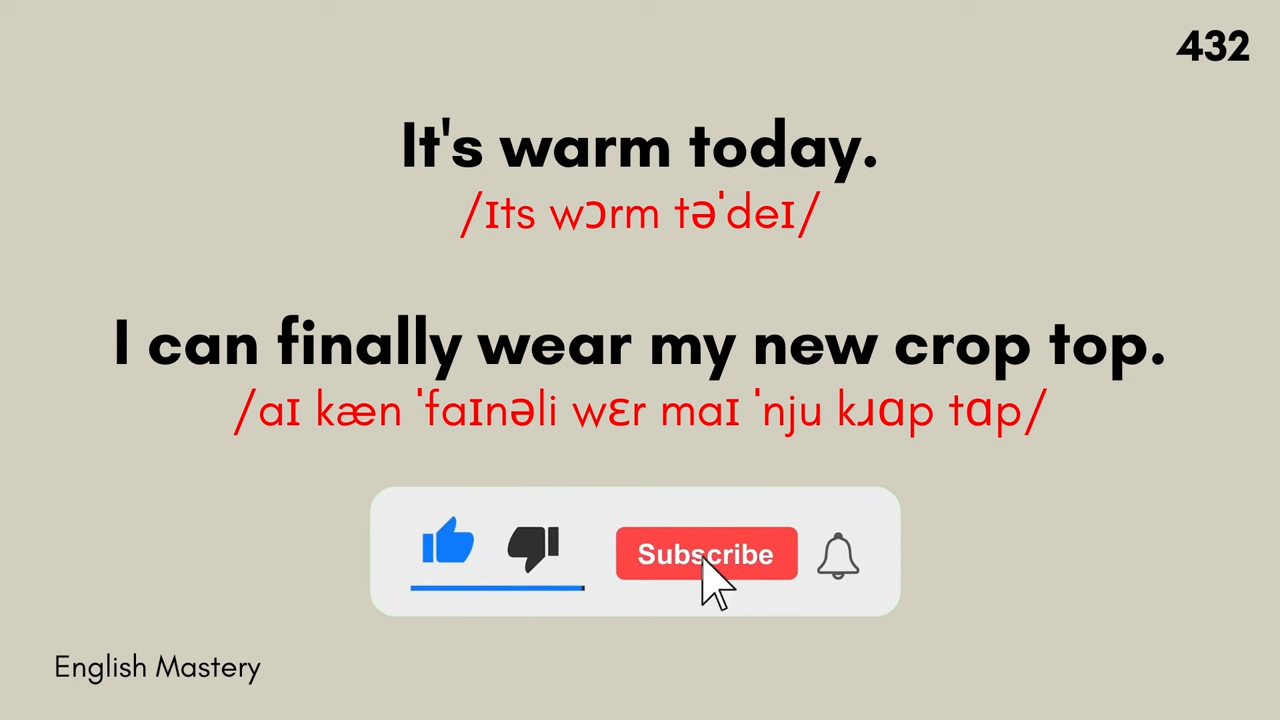 432
It's warm today.
/ɪts wɔrm təˈdeɪ/
I can finally wear my new crop top.
/aɪ kæn ˈfaɪnəli wɛr maɪ ˈnju kɹɑp tɑp/
Subscribe
English Mastery